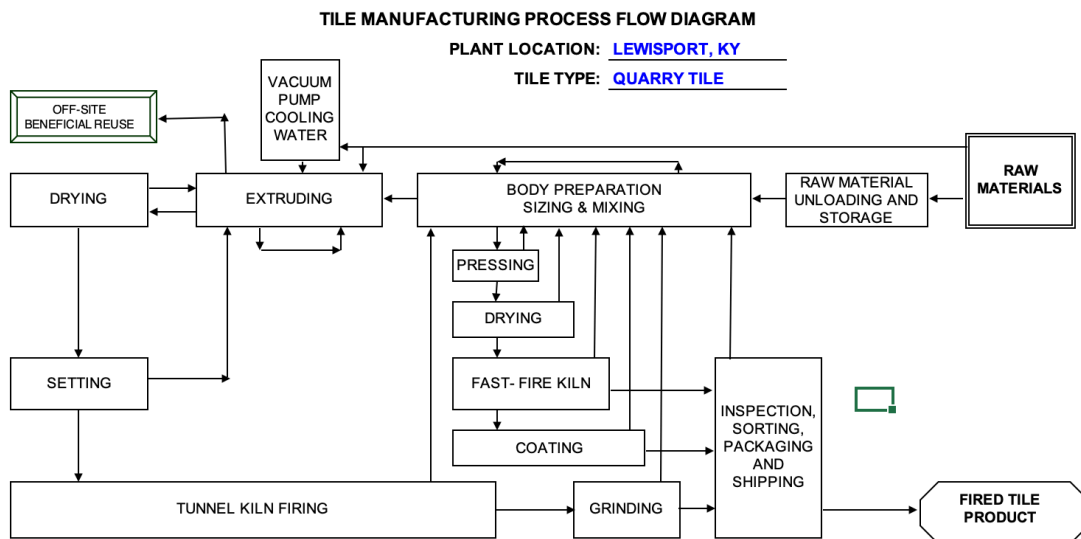 TILE MANUFACTURING PROCESS FLOW DIAGRAM
PLANT LOCATION: LEWISPORT, KY
TILE TYPE: QUARRY TILE
VACUUM
PUMP
COOLING
WATER
OFF-SITE
BENEFICIAL REUSE
DRYING
EXTRUDING
BODY PREPARATION
SIZING & MIXING
RAW MATERIAL
UNLOADING AND
STORAGE
RAW
MATERIALS
PRESSING
DRYING
SETTING
FAST- FIRE KILN
COATING
INSPECTION,
SORTING,
PACKAGING
AND
SHIPPING
TUNNEL KILN FIRING
GRINDING
FIRED TILE
PRODUCT